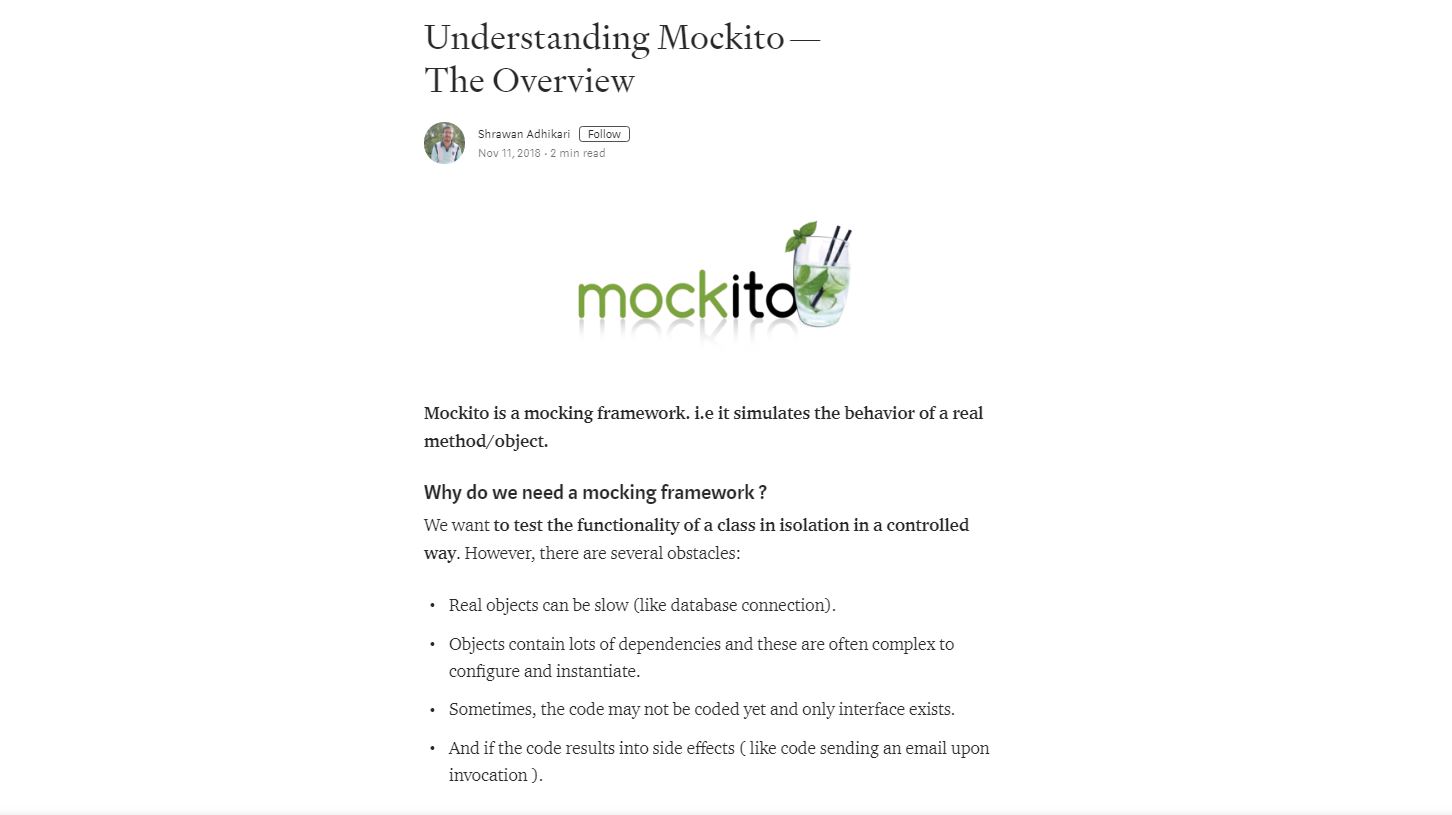 Understanding Mockito —
The Overview
Shrawan Adhikari Follow
Nov 11, 2018 · 2 min read
mockito
Mockito is a mocking framework. i.e it simulates the behavior of a real
method/object.
Why do we need a mocking framework ?
We want to test the functionality of a class in isolation in a controlled
way. However, there are several obstacles:
• Real objects can be slow (like database connection).
• Objects contain lots of dependencies and these are often complex to
configure and instantiate.
• Sometimes, the code may not be coded yet and only interface exists.
• And if the code results into side effects ( like code sending an email upon
invocation ).